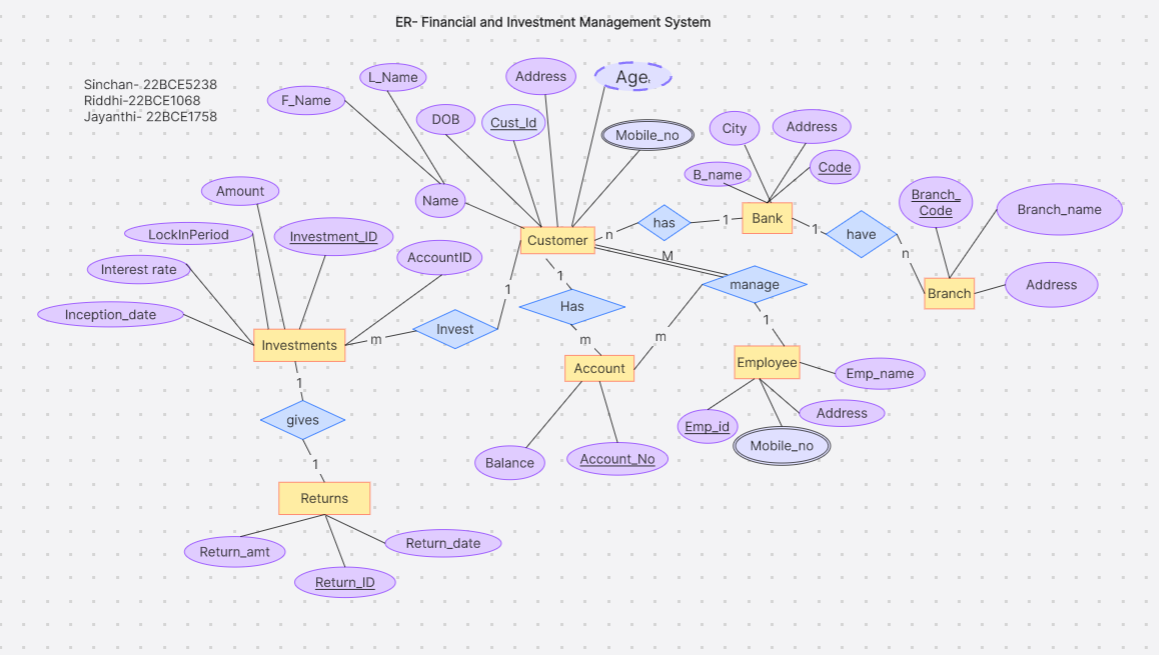 ER- Financial and Investment Management System
Sinchan- 22BCE5238
Riddhi-22BCE1068
Jayanthi- 22BCE1758
L_Name
F_Name
DOB
Address
Cust_Id
Age
Mobile_no
Name
City
Address
B_name
Code
Bank
has
n
1
1
have
n
Branch_
Code
Branch_name
Address
Branch
Amount
LockInPeriod
Investment_ID
Interest rate
Inception_date
AccountID
Investments
m
Invest
1
Customer
1
Has
m
Account
M
manage
m
1
Employee
Emp_name
Address
Emp_id
Mobile_no
Balance
Account_No
1
gives
1
Returns
Return_amt
Return_ID
Return_date